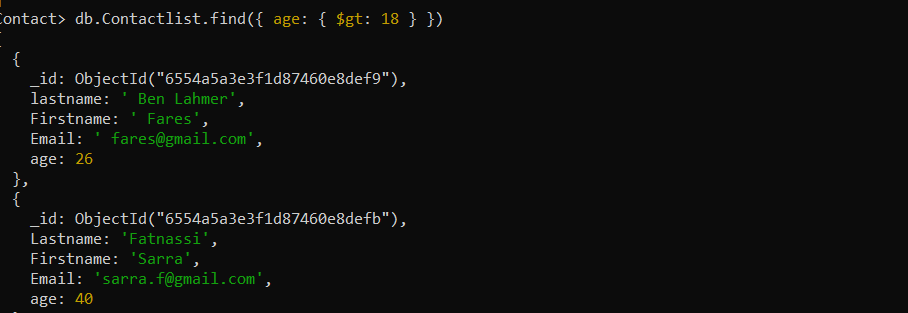 Contact> db.Contactlist.find({ age: { $gt: 18 } })
[
  {
    _id: ObjectId("6554a5a3e3f1d87460e8def9"),
    lastname: ' Ben Lahmer',
    Firstname: ' Fares',
    Email: ' fares@gmail.com',
    age: 26
  },
  {
    _id: ObjectId("6554a5a3e3f1d87460e8defb"),
    Lastname: 'Fatnassi',
    Firstname: 'Sarra',
    Email: 'sarra.f@gmail.com',
    age: 40